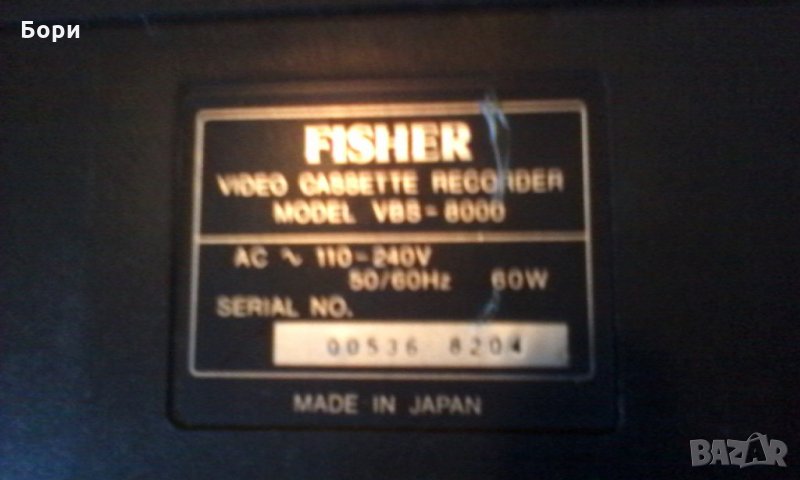 Бори
FISHER
VIDEO CASSETTE RECORDER
MODEL VBS-8000
AC ∿ 110-240V
50/60Hz 60W
SERIAL NO.
00536 8204
MADE IN JAPAN
BAZAR